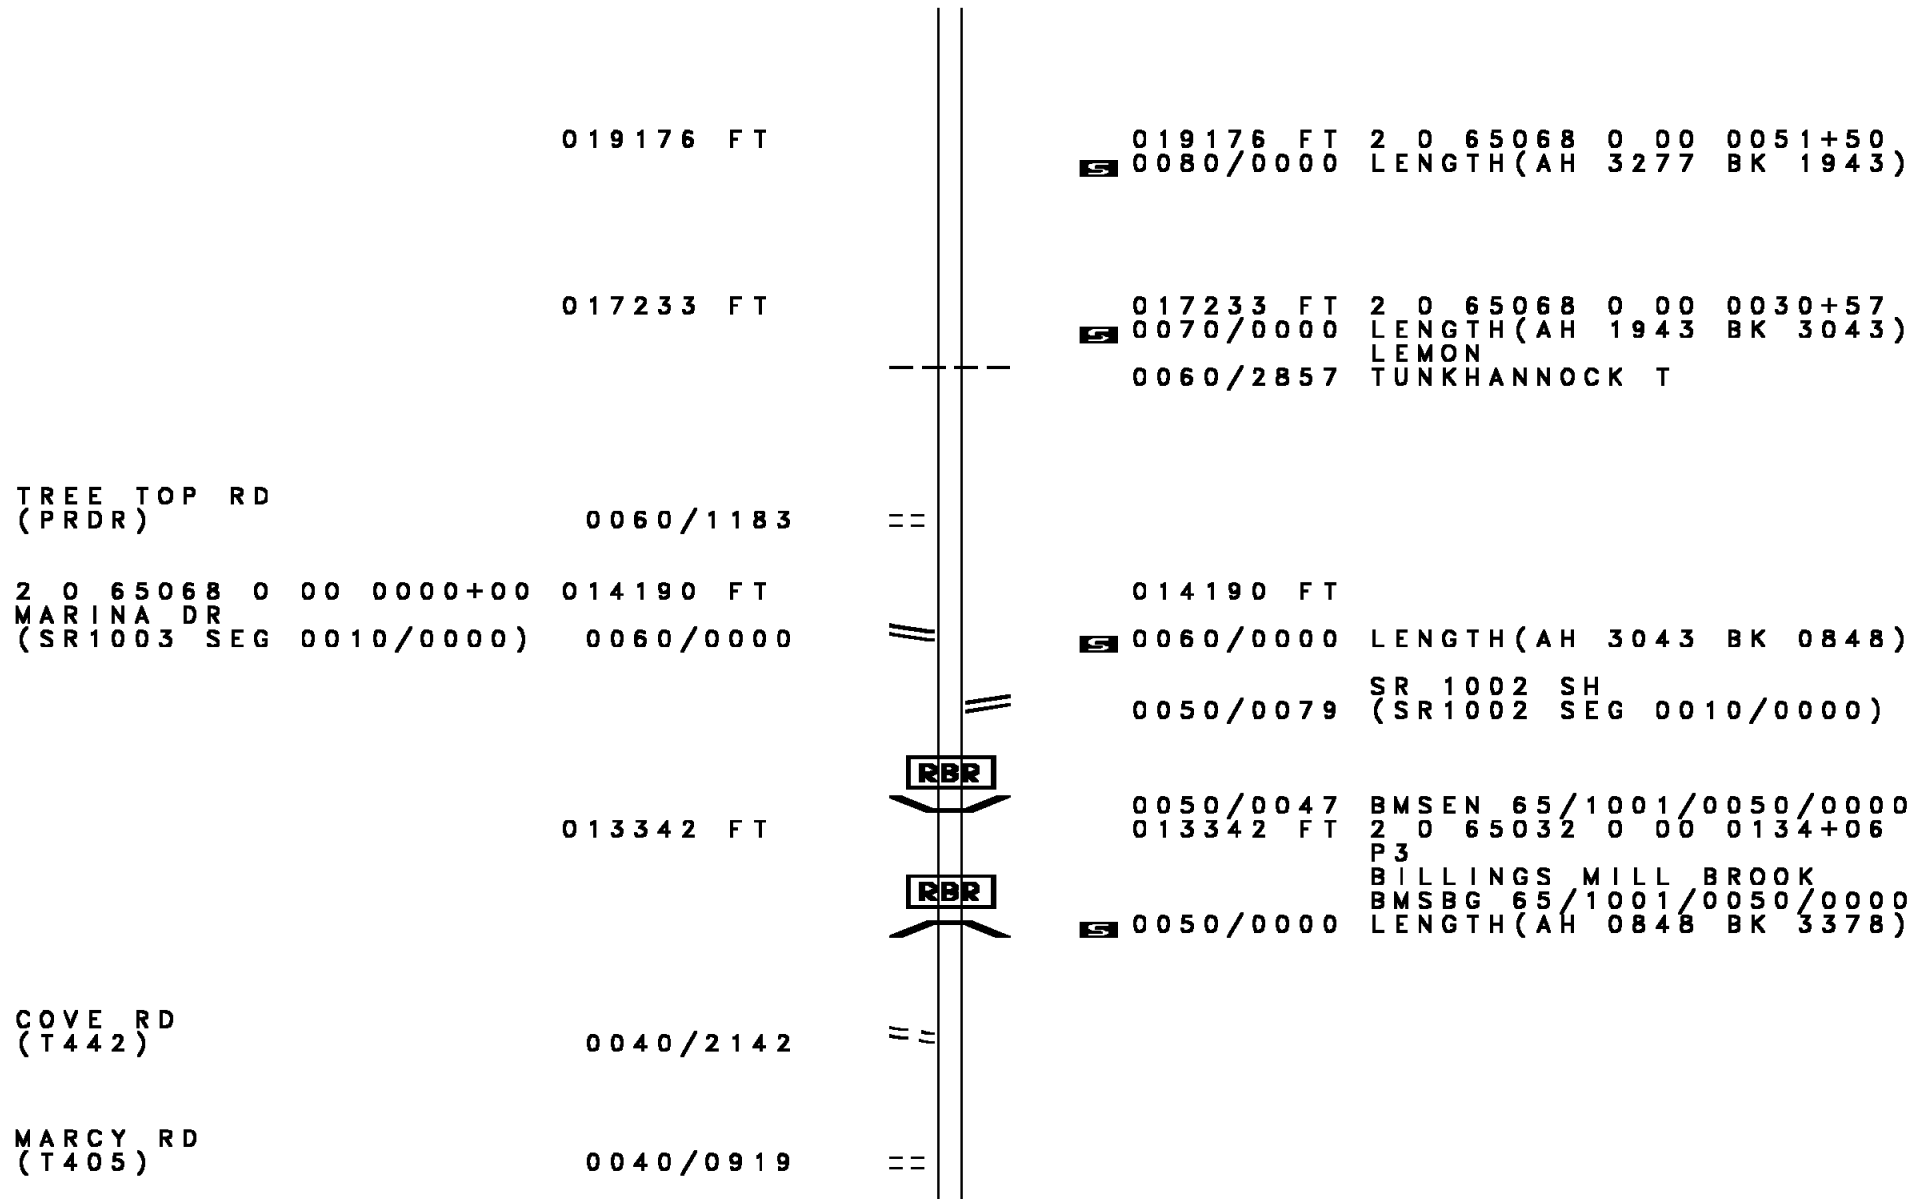 019176 FT 019176 FT 2 0 65068 0 00 0051+50
S 0080/0000 LENGTH(AH 3277 BK 1943)
017233 FT 017233 FT 2 0 65068 0 00 0030+57
S 0070/0000 LENGTH(AH 1943 BK 3043)
LEMON
0060/2857 TUNKHANNOCK T
TREE TOP RD
(PRDR) 0060/1183
2 0 65068 0 00 0000+00 014190 FT 014190 FT
MARINA DR
(SR1003 SEG 0010/0000) 0060/0000 S 0060/0000 LENGTH(AH 3043 BK 0848)
SR 1002 SH
0050/0079 (SR1002 SEG 0010/0000)
RBR
0050/0047 BMSEN 65/1001/0050/0000
013342 FT 013342 FT 2 0 65032 0 00 0134+06
P3
BILLINGS MILL BROOK
RBR BMSBG 65/1001/0050/0000
S 0050/0000 LENGTH(AH 0848 BK 3378)
COVE RD
(T442) 0040/2142
MARCY RD
(T405) 0040/0919